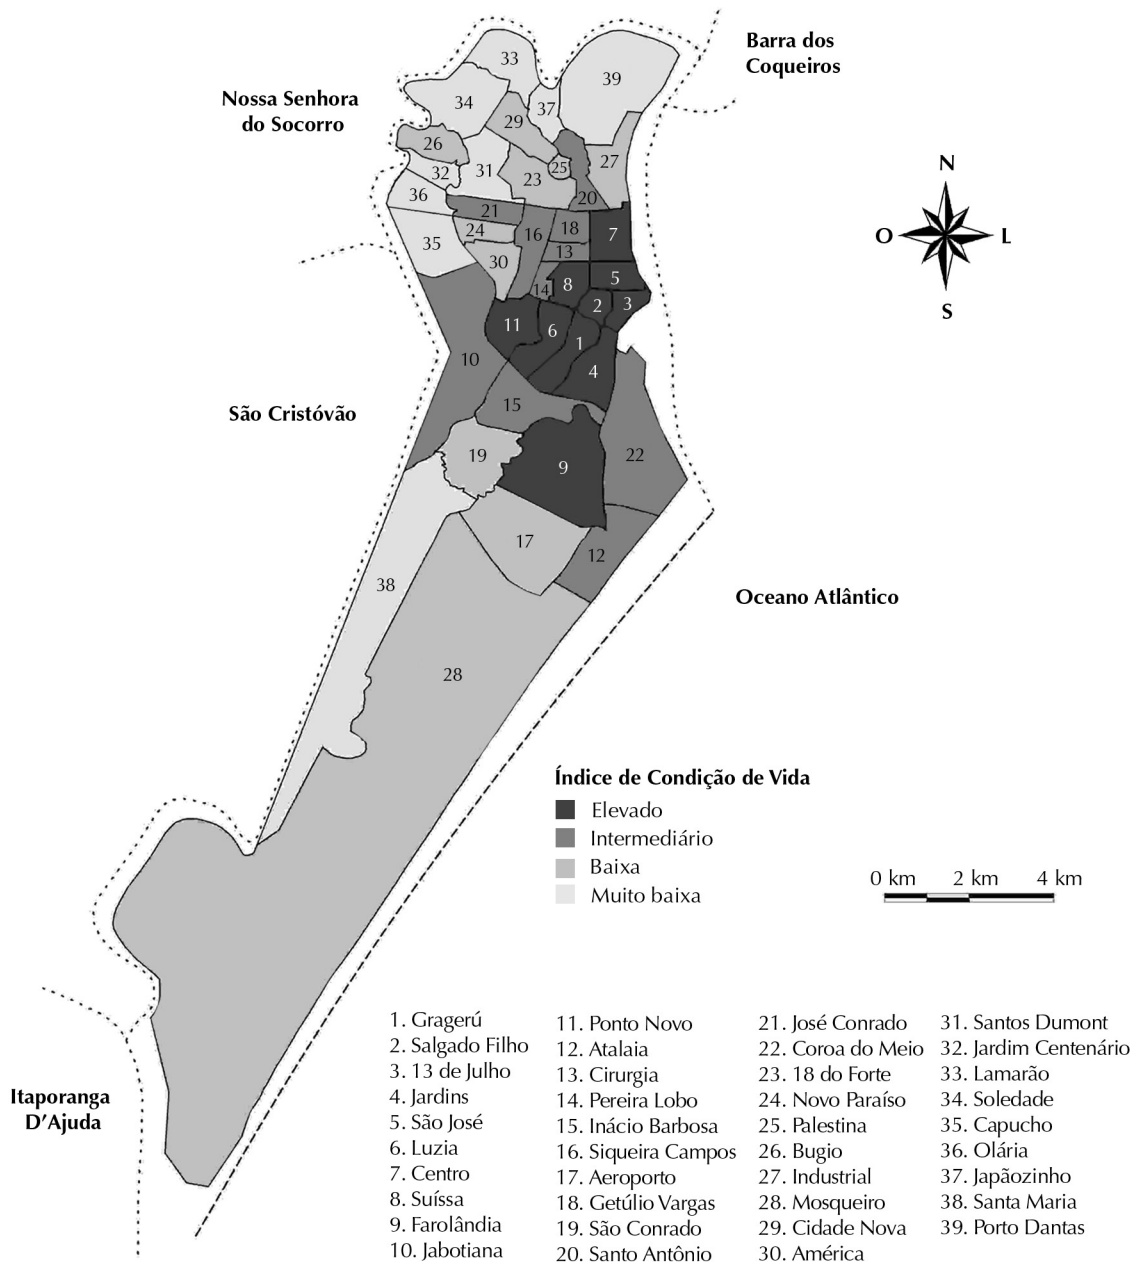 Barra dos
Coqueiros
Nossa Senhora
do Socorro
33
39
34
37
29
26
25
27
32
31
23
36
20
21
24
16
18
7
35
13
30
8
5
14
2
3
11
6
1
10
4
15
19
9
22
17
12
38
28
N
O
L
S
São Cristóvão
Oceano Atlântico
Índice de Condição de Vida
Elevado
Intermediário
Baixa
Muito baixa
0 km 2 km 4 km
Itaporanga
D'Ajuda
1. Gragerú
2. Salgado Filho
3. 13 de Julho
4. Jardins
5. São José
6. Luzia
7. Centro
8. Suíssa
9. Farolândia
10. Jabotiana
11. Ponto Novo
12. Atalaia
13. Cirurgia
14. Pereira Lobo
15. Inácio Barbosa
16. Siqueira Campos
17. Aeroporto
18. Getúlio Vargas
19. São Conrado
20. Santo Antônio
21. José Conrado
22. Coroa do Meio
23. 18 do Forte
24. Novo Paraíso
25. Palestina
26. Bugio
27. Industrial
28. Mosqueiro
29. Cidade Nova
30. América
31. Santos Dumont
32. Jardim Centenário
33. Lamarão
34. Soledade
35. Capucho
36. Olária
37. Japãozinho
38. Santa Maria
39. Porto Dantas